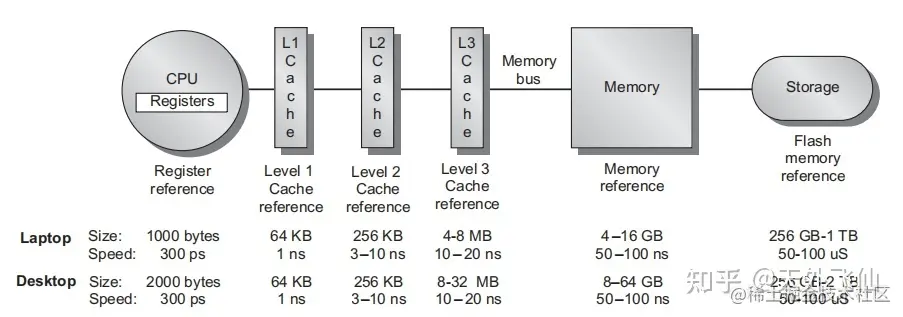 CPU
Registers
L1
Cache
L2
Cache
L3
Cache
Memory
bus
Memory
Storage
Register
reference
Level 1
Cache
reference
Level 2
Cache
reference
Level 3
Cache
reference
Memory
reference
Flash
memory
reference
Laptop Size: 1000 bytes 64 KB 256 KB 4-8 MB 4–16 GB 256 GB-1 TB
Speed: 300 ps 1 ns 3–10 ns 10–20 ns 50–100 ns 50-100 uS
Desktop Size: 2000 bytes 64 KB 256 KB 8-32 MB 8–64 GB 256 GB-2 TB
Speed: 300 ps 1 ns 3–10 ns 10–20 ns 50–100 ns 50-100 uS
知乎 @天外飞仙
@稀土掘金技术社区